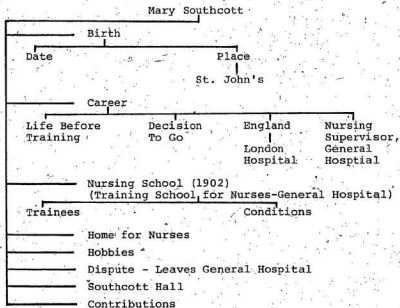 Mary Southcott
Birth
Date Place
St. John's
Career
Life Before Decision England Nursing
Training To Go Supervisor,
London General
Hospital Hosptial
Nursing School (1902)
(Training School for Nurses-General Hospital)
Trainees Conditions
Home for Nurses
Hobbies
Dispute - Leaves General Hospital
Southcott Hall
Contributions